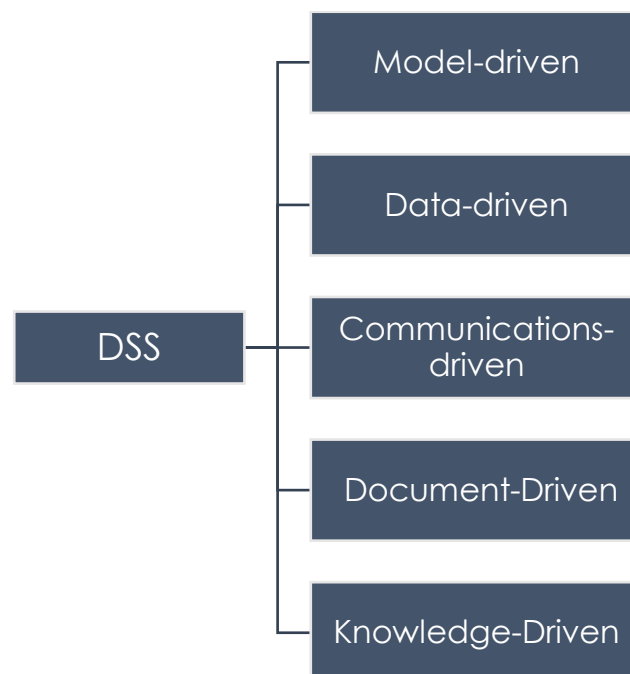 Model-driven
Data-driven
DSS
Communications-
driven
Document-Driven
Knowledge-Driven